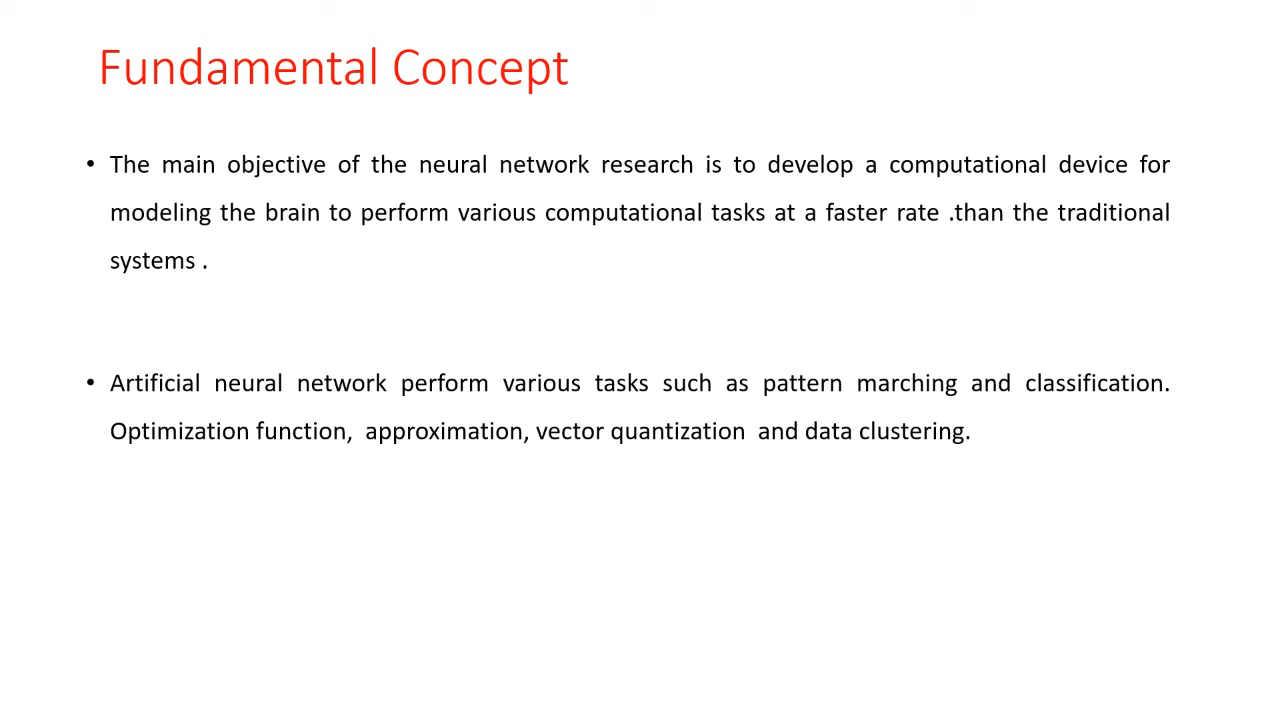 Fundamental Concept
• The main objective of the neural network research is to develop a computational device for
modeling the brain to perform various computational tasks at a faster rate .than the traditional
systems .
• Artificial neural network perform various tasks such as pattern marching and classification.
Optimization function,  approximation, vector quantization  and data clustering.